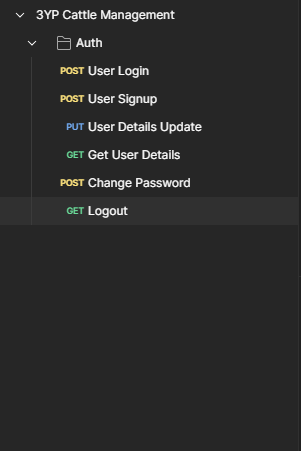 3YP Cattle Management
Auth
POST User Login
POST User Signup
PUT User Details Update
GET Get User Details
POST Change Password
GET Logout